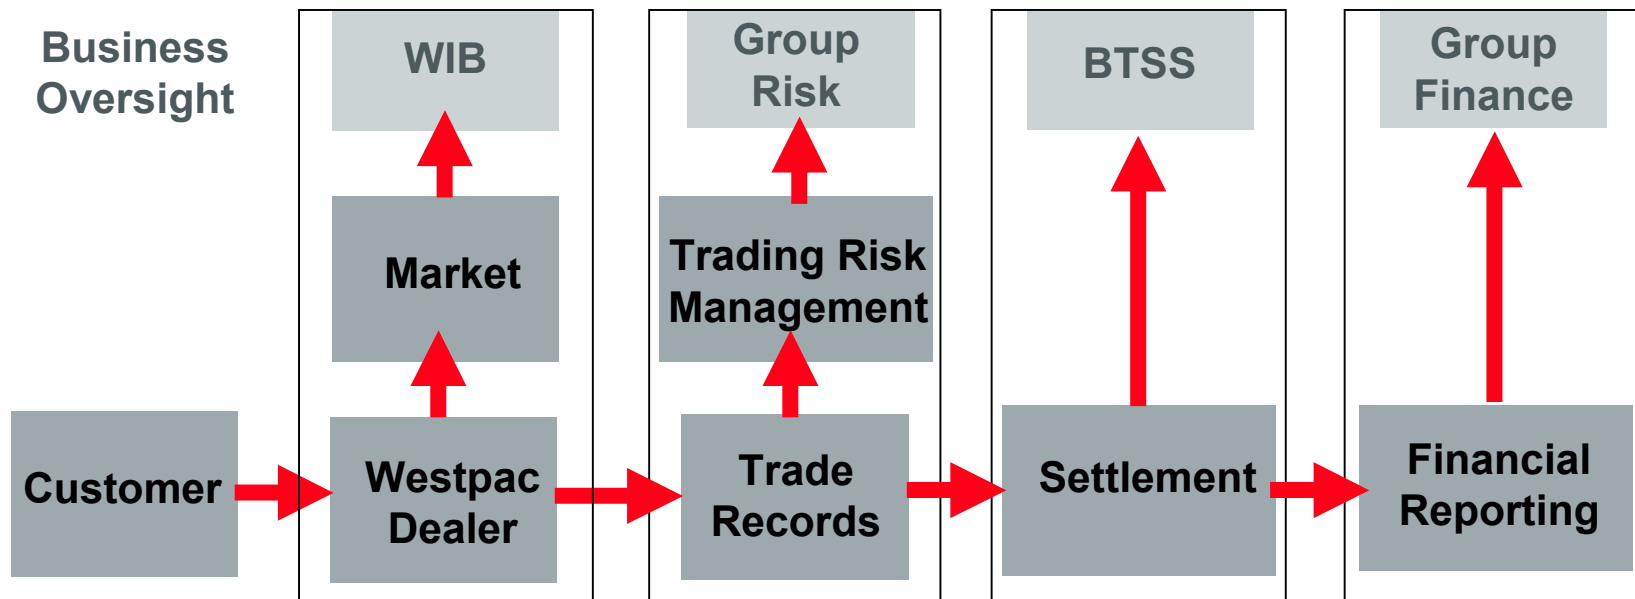 Business
Oversight
WIB
Group
Risk
BTSS
Group
Finance
Market
Trading Risk
Management
Customer
Westpac
Dealer
Trade
Records
Settlement
Financial
Reporting